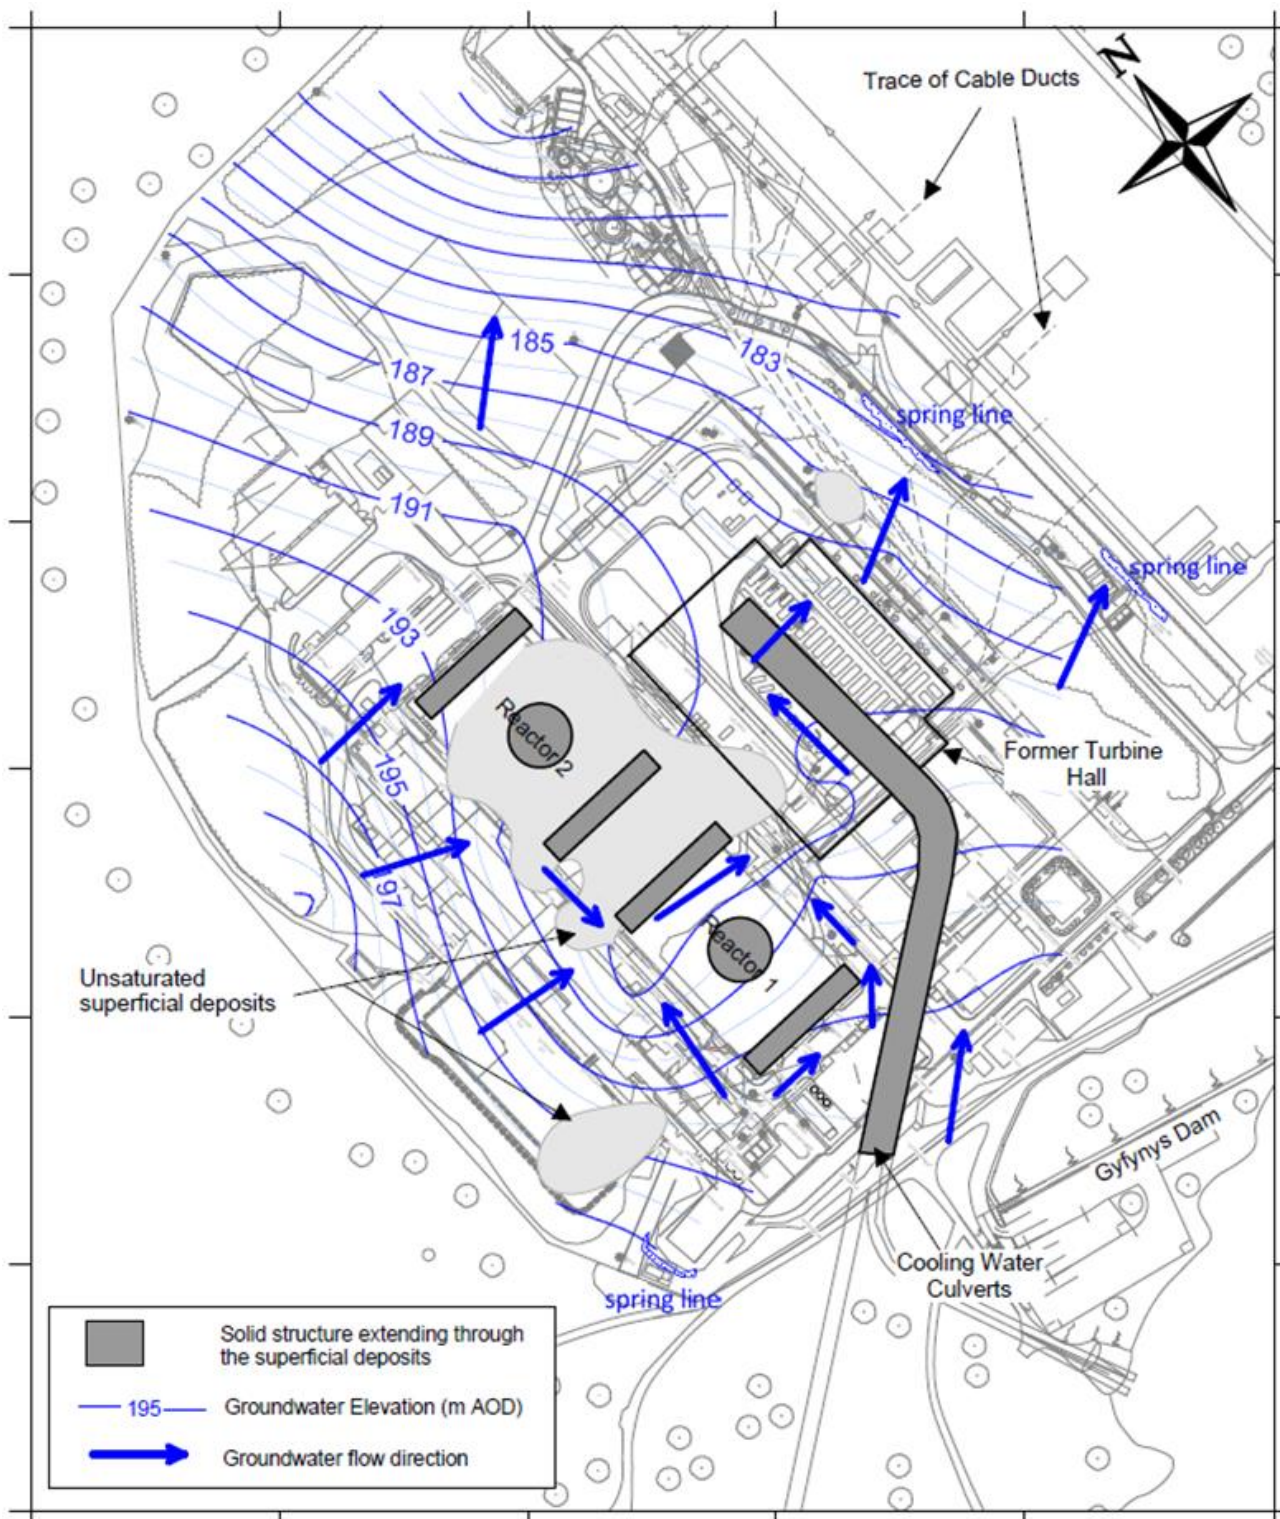 N
Trace of Cable Ducts
185
183
187
spring line
189
191
spring line
193
Reactor 2
195
Former Turbine
Hall
197
Reactor 1
Unsaturated
superficial deposits
Gyfynys Dam
Cooling Water
Culverts
spring line
Solid structure extending through
the superficial deposits
195
Groundwater Elevation (m AOD)
Groundwater flow direction